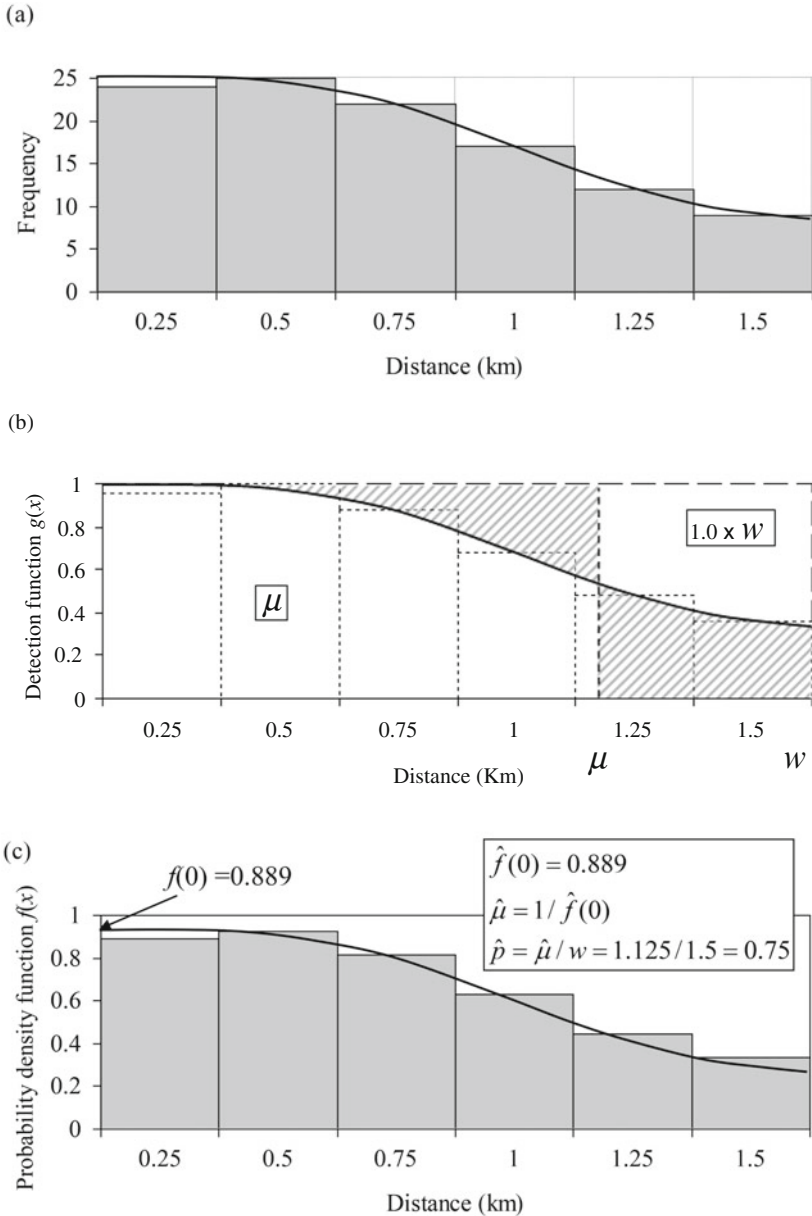 (a)
25
20
15
10
5
0
Frequency
0.25 0.5 0.75 1 1.25 1.5
Distance (km)
(b)
1
0.8
0.6
0.4
0.2
0
Detection function g(x)
1.0 x w
μ
0.25 0.5 0.75 1 1.25 1.5
Distance (Km)
μ w
(c)
f(0) =0.889
f̂(0) = 0.889
μ̂ = 1/ f̂(0)
p̂ = μ̂ / w = 1.125/1.5 = 0.75
1
0.8
0.6
0.4
0.2
0
Probability density function f(x)
0.25 0.5 0.75 1 1.25 1.5
Distance (km)